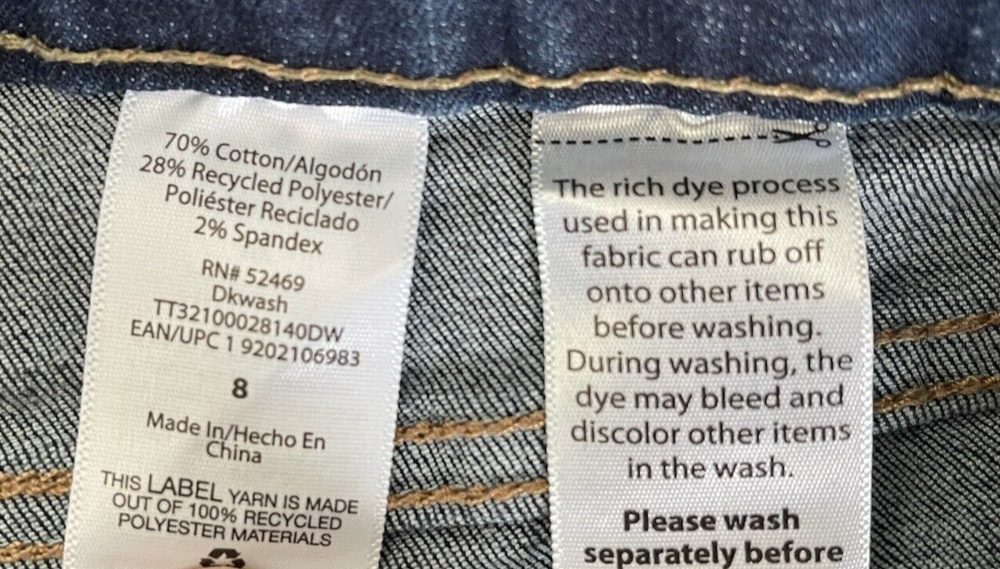 70% Cotton/Algodón
28% Recycled Polyester/
Poliéster Reciclado
2% Spandex
RN# 52469
Dkwash
TT32100028140DW
EAN/UPC 1 9202106983
8
Made In/Hecho En
China
THIS LABEL YARN IS MADE
OUT OF 100% RECYCLED
POLYESTER MATERIALS
The rich dye process
used in making this
fabric can rub off
onto other items
before washing.
During washing, the
dye may bleed and
discolor other items
in the wash.
Please wash
separately before